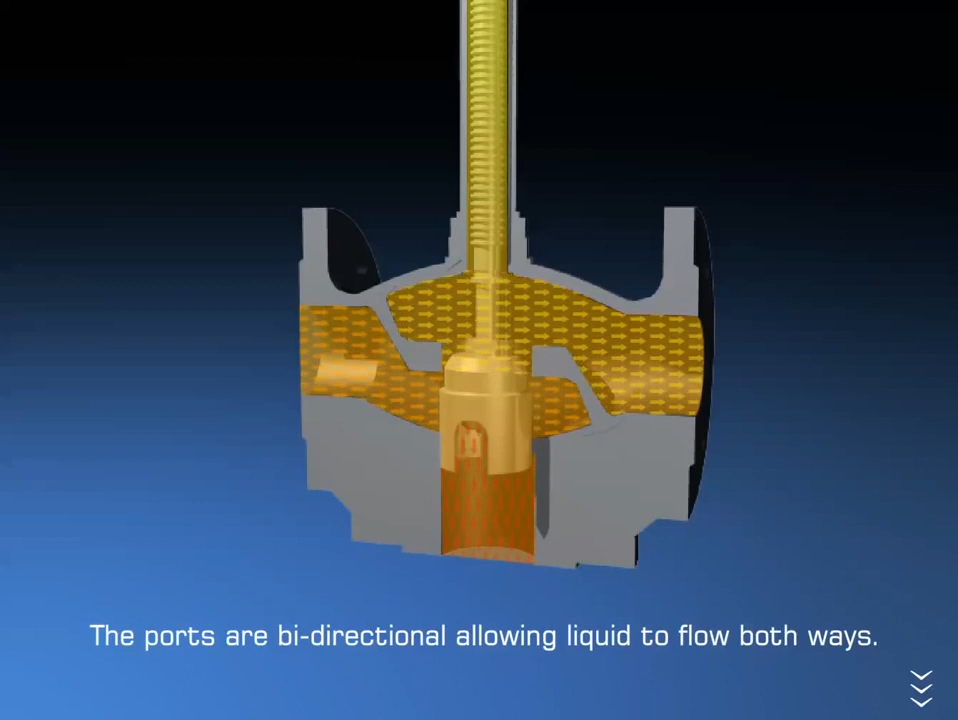 The ports are bi-directional allowing liquid to flow both ways.